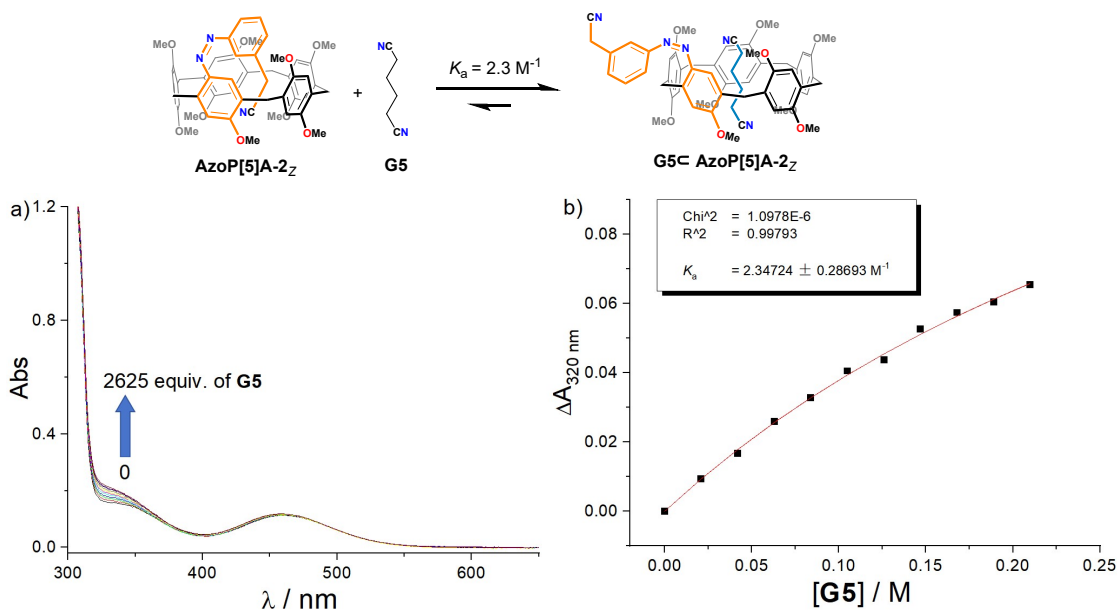 CN
N
N
MeO
OMe
OMe
OMe
MeO
CN
MeO
OMe
OMe
OMe
AzoP[5]A-2Z
+
CN
NC
G5
Ka = 2.3 M-1
CN
N
N
OMe
NC
OMe
MeO
OMe
MeO
MeO
MeO
OMe
OMe
CN
G5⊂ AzoP[5]A-2Z
a)
1.2
0.8
0.4
0.0
Abs
2625 equiv. of G5
0
300
400
500
600
λ / nm
b)
Chi^2 = 1.0978E-6
R^2 = 0.99793
Ka = 2.34724 ± 0.28693 M-1
0.08
0.06
0.04
0.02
0.00
ΔA320 nm
0.00
0.05
0.10
0.15
0.20
0.25
[G5] / M